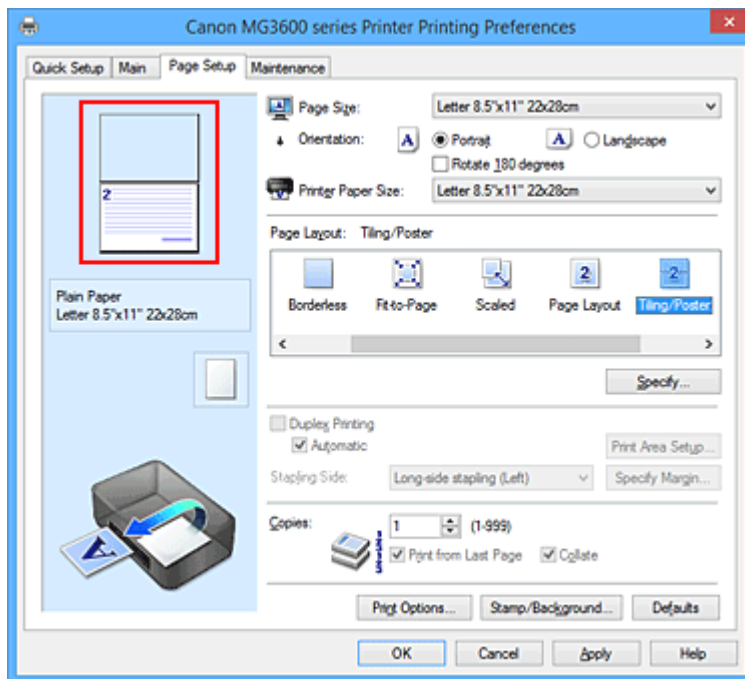 Canon MG3600 series Printer Printing Preferences
Quick Setup Main Page Setup Maintenance
2
Plain Paper
Letter 8.5"x11" 22x28cm
A
Page Size: Letter 8.5"x11" 22x28cm
Orientation: A Portrait A Landscape
Rotate 180 degrees
Printer Paper Size: Letter 8.5"x11" 22x28cm
Page Layout: Tiling/Poster
2 2
Borderless Fit-to-Page Scaled Page Layout Tiling/Poster
Specify...
Duplex Printing
Automatic Print Area Setup...
Stapling Side: Long-side stapling (Left) Specify Margin...
Copies: 1 (1-999)
Print from Last Page Collate
Print Options... Stamp/Background... Defaults
OK Cancel Apply Help